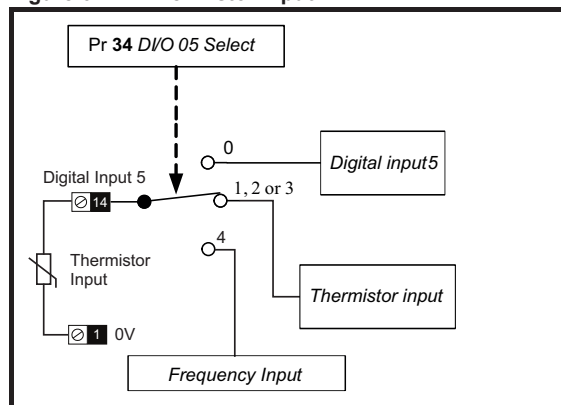 Pr 34 DI/O 05 Select
0
Digital input5
Digital Input 5
1, 2 or 3
14
4
Thermistor
Input
Thermistor input
1
0V
Frequency Input